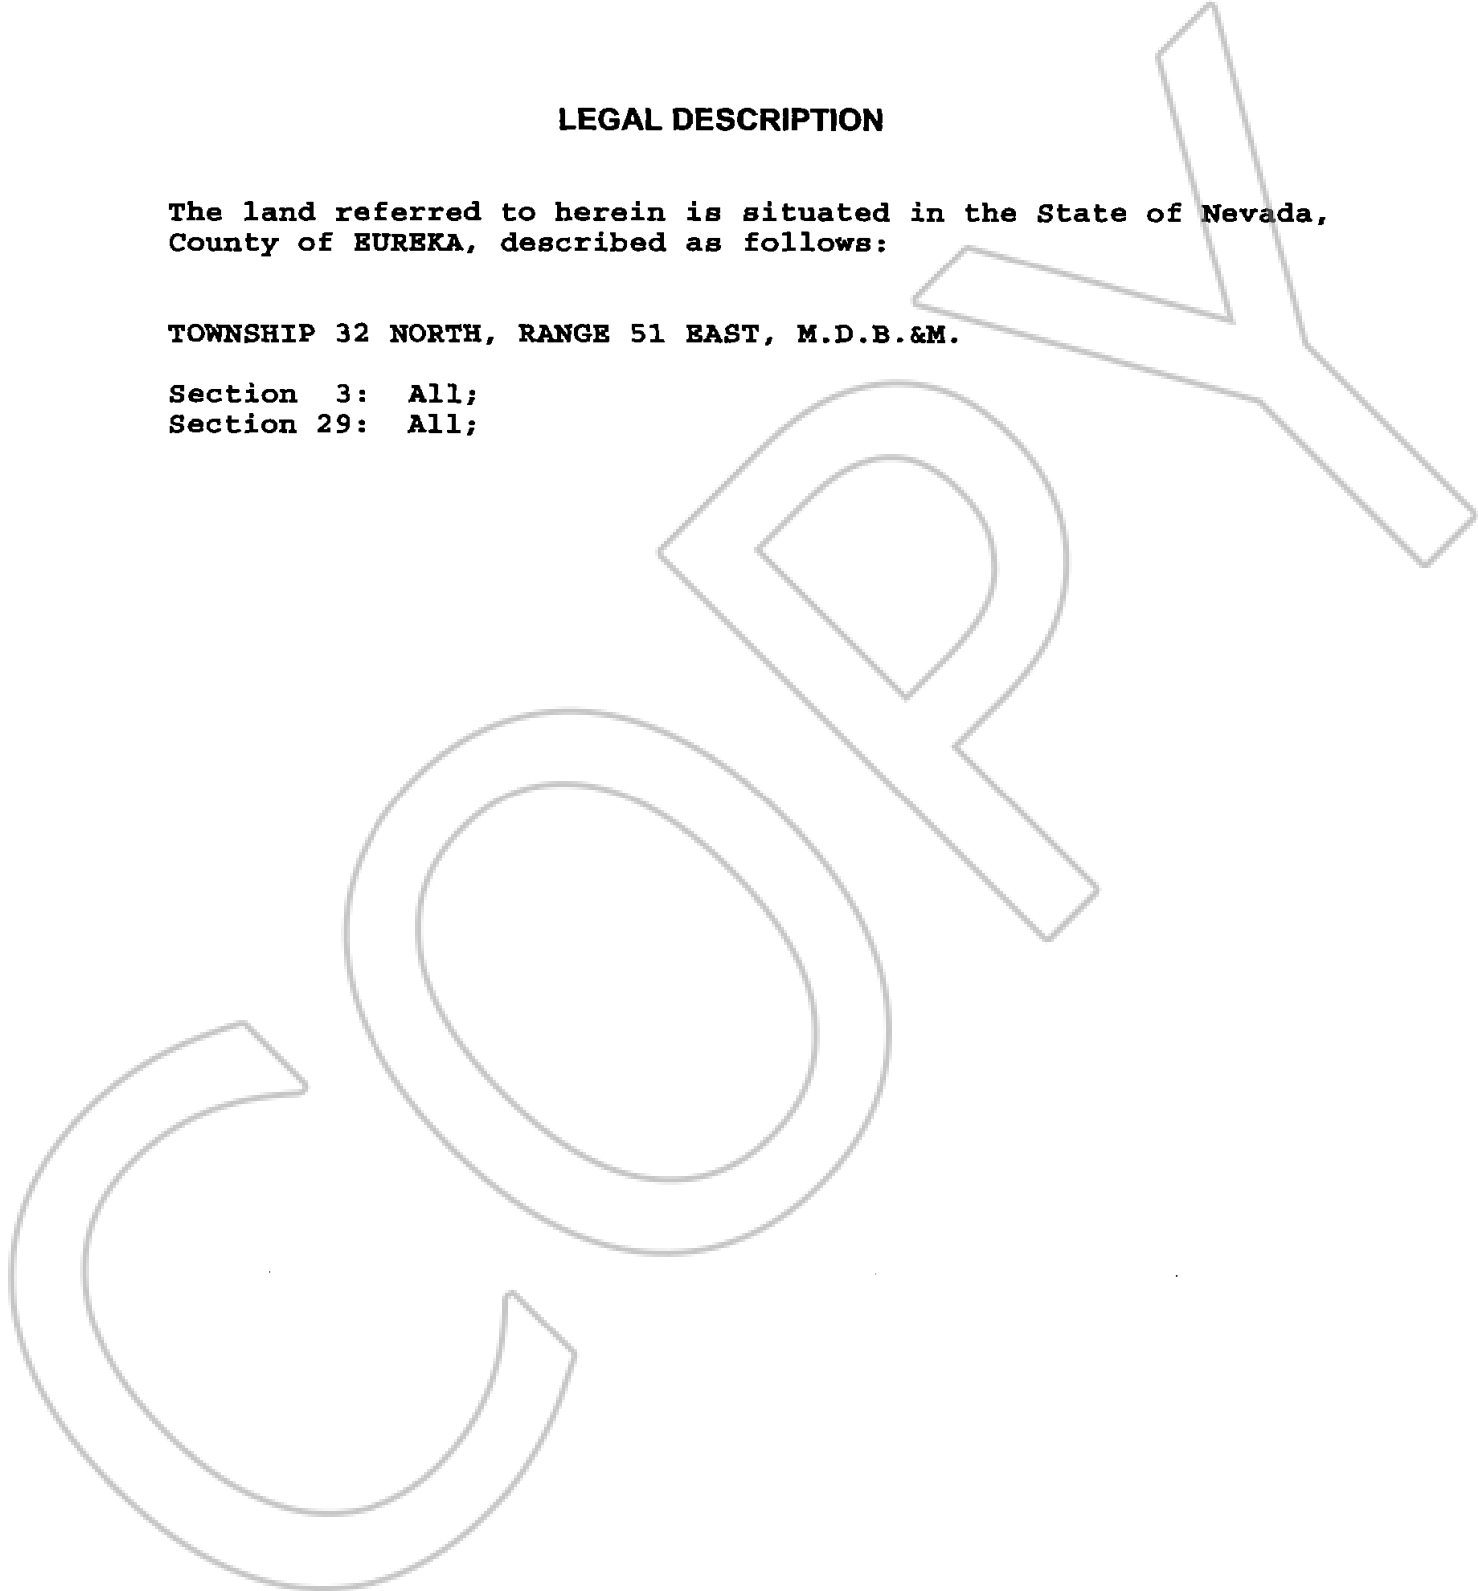 LEGAL DESCRIPTION
The land referred to herein is situated in the State of Nevada,
County of EUREKA, described as follows:
TOWNSHIP 32 NORTH, RANGE 51 EAST, M.D.B.&M.
Section 3: All;
Section 29: All;
COPY